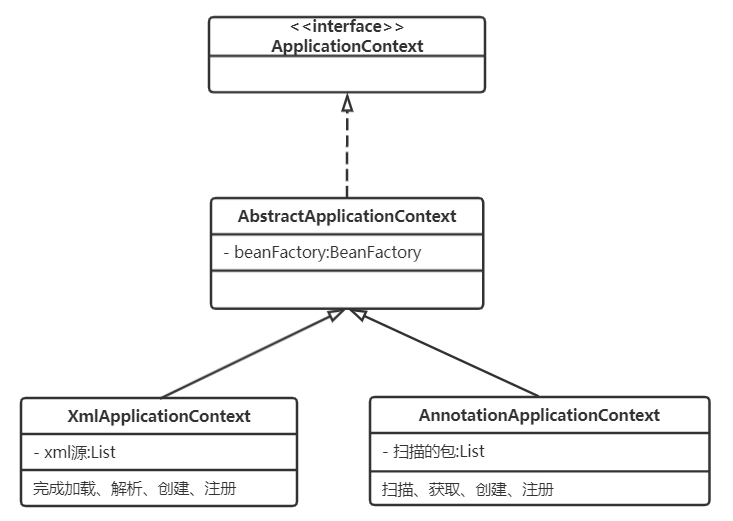 <<interface>>
ApplicationContext
AbstractApplicationContext
- beanFactory:BeanFactory
XmlApplicationContext
- xml源:List
完成加载、解析、创建、注册
AnnotationApplicationContext
- 扫描的包:List
扫描、获取、创建、注册